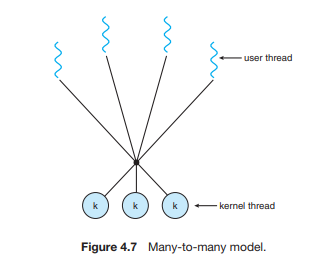 user thread
k k k kernel thread
Figure 4.7 Many-to-many model.